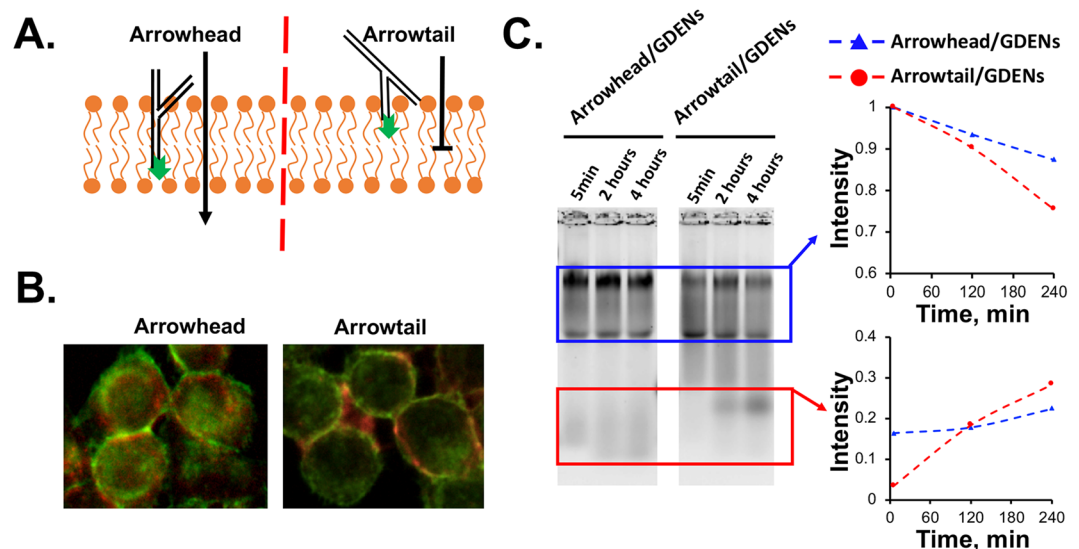 A.
Arrowhead
Arrowtail
B.
Arrowhead
Arrowtail
C.
Arrowhead/GDENs
Arrowtail/GDENs
5min
2 hours
4 hours
5min
2 hours
4 hours
Arrowhead/GDENs
Arrowtail/GDENs
Intensity
1
0.9
0.8
0.7
0.6
0 60 120 180 240
Time, min
Intensity
0.4
0.3
0.2
0.1
0
0 60 120 180 240
Time, min